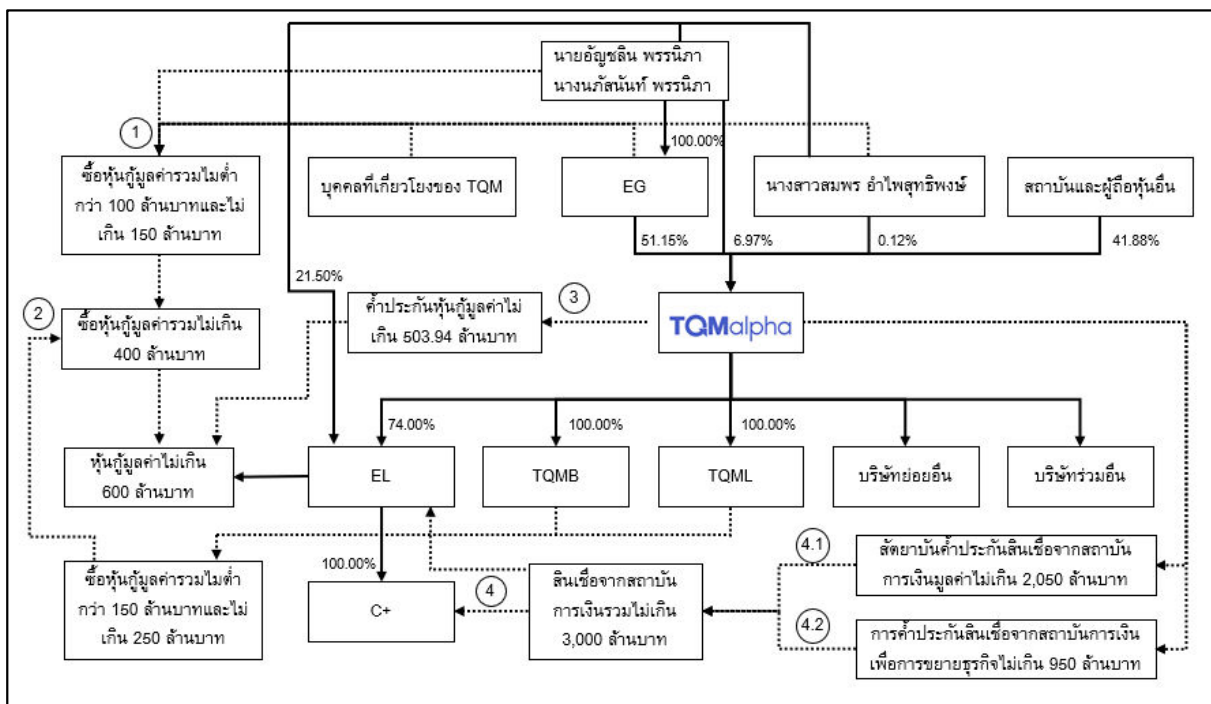 นายอัญชลิน พรรนิภา
นางนภัสนันท์ พรรนิภา
1
100.00%
ซื้อหุ้นกู้มูลค่ารวมไมต่ำ
กว่า 100 ล้านบาทและไม่
เกิน 150 ล้านบาท
บุคคลที่เกี่ยวโยงของ TQM
EG
นางสาวสมพร อำไพสุทธิพงษ์
สถาบันและผู้ถือหุ้นอื่น
51.15%
6.97%
0.12%
41.88%
21.50%
2
ซื้อหุ้นกู้มูลค่ารวมไม่เกิน
400 ล้านบาท
ค้ำประกันหุ้นกู้มูลค่าไม่
เกิน 503.94 ล้านบาท
3
TQMalpha
74.00%
100.00%
100.00%
หุ้นกู้มูลค่าไม่เกิน
600 ล้านบาท
EL
TQMB
TQML
บริษัทย่อยอื่น
บริษัทร่วมอื่น
ซื้อหุ้นกู้มูลค่ารวมไมต่ำ
กว่า 150 ล้านบาทและไม่
เกิน 250 ล้านบาท
100.00%
C+
4
สินเชื่อจากสถาบัน
การเงินรวมไม่เกิน
3,000 ล้านบาท
4.1
สัตยาบันค้ำประกันสินเชื่อจากสถาบัน
การเงินมูลค่าไม่เกิน 2,050 ล้านบาท
4.2
การค้ำประกันสินเชื่อจากสถาบันการเงิน
เพื่อการขยายธุรกิจไม่เกิน 950 ล้านบาท